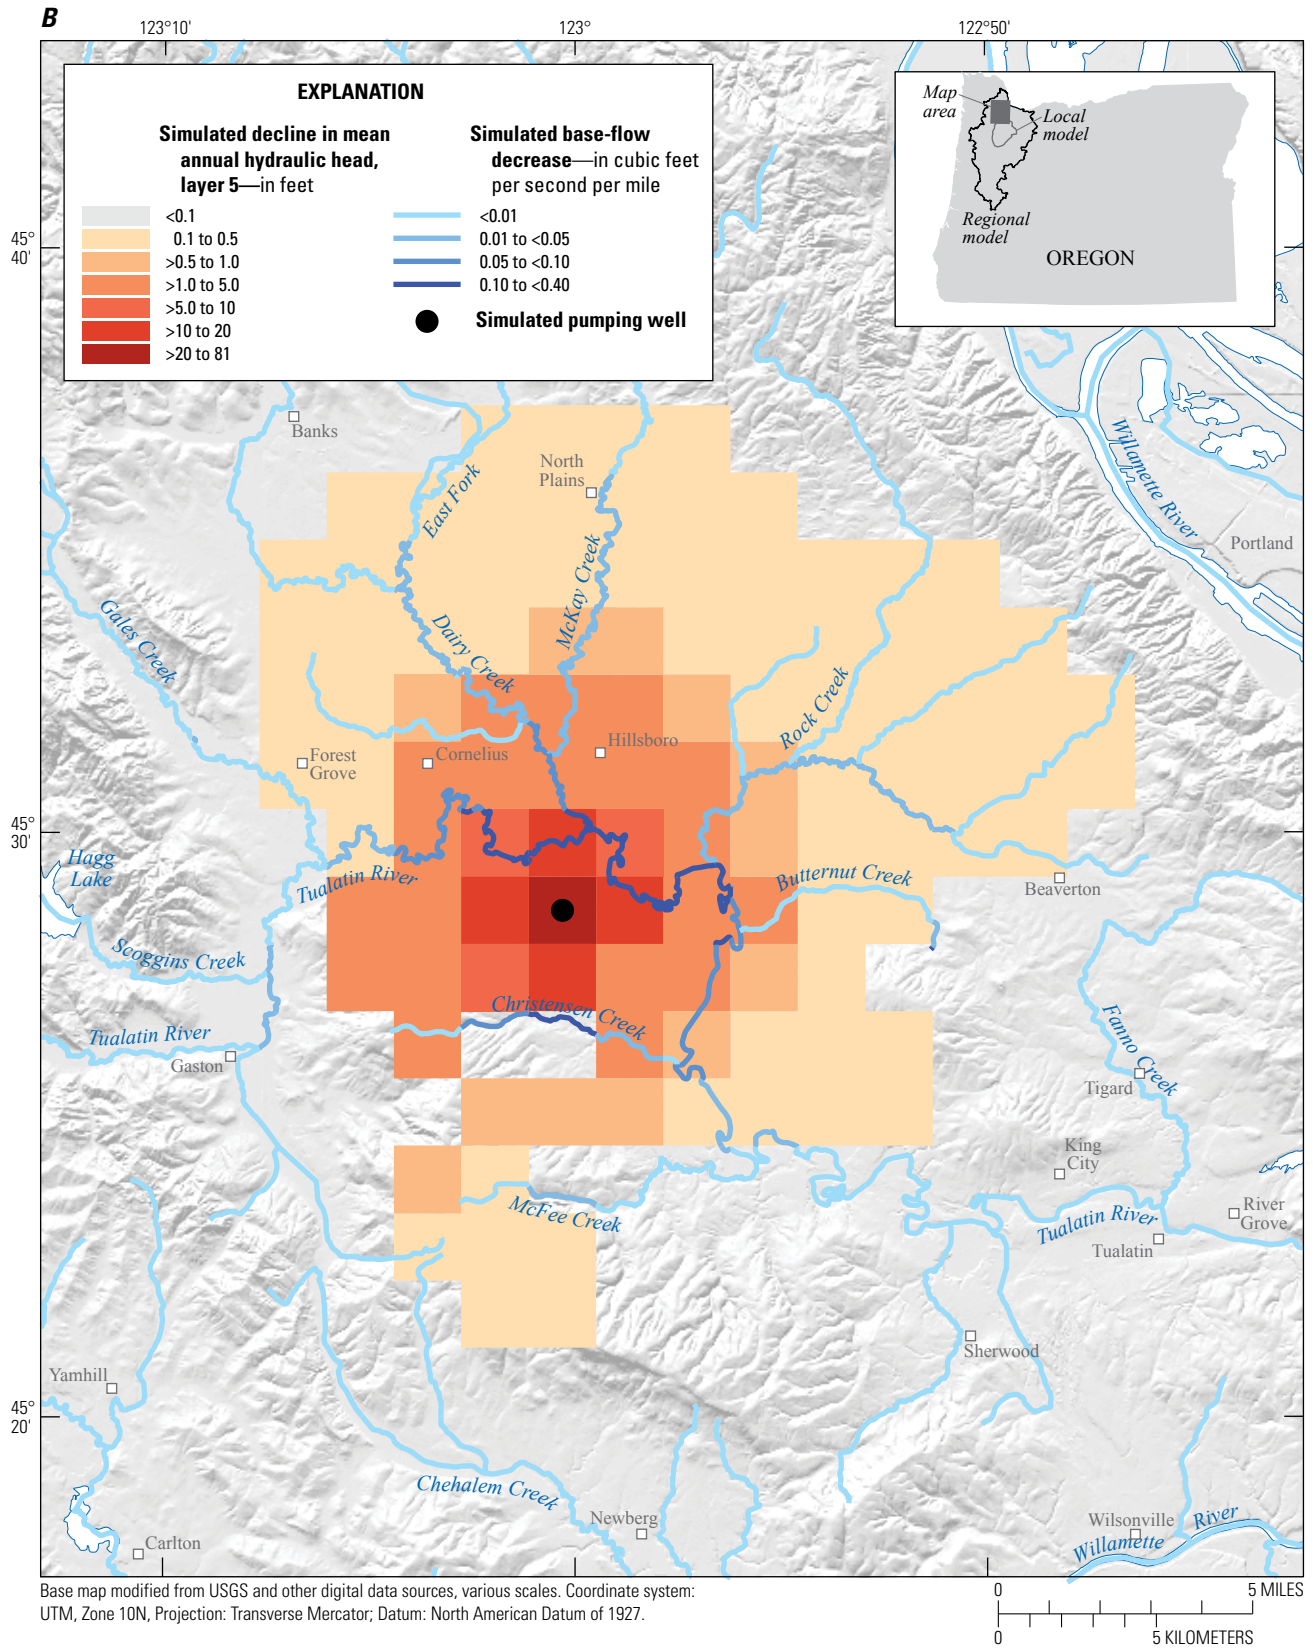 B
123°10'
123°
122°50'
EXPLANATION
Simulated decline in mean
annual hydraulic head,
layer 5—in feet
<0.1
0.1 to 0.5
>0.5 to 1.0
>1.0 to 5.0
>5.0 to 10
>10 to 20
>20 to 81
Simulated base-flow
decrease—in cubic feet
per second per mile
<0.01
0.01 to <0.05
0.05 to <0.10
0.10 to <0.40
Simulated pumping well
Map
area
Local
model
Regional
model
OREGON
45°
40'
Banks
North
Plains
East Fork
McKay Creek
Willamette River
Portland
Gales Creek
Dairy Creek
Rock Creek
Forest
Grove
Cornelius
Hillsboro
45°
30'
Hagg
Lake
Tualatin River
Butternut Creek
Beaverton
Scoggins Creek
Christensen Creek
Tualatin River
Gaston
Fanno Creek
Tigard
King
City
McFee Creek
Tualatin River
River
Grove
Tualatin
Sherwood
Yamhill
45°
20'
Chehalem Creek
Newberg
Wilsonville
Willamette River
Carlton
Base map modified from USGS and other digital data sources, various scales. Coordinate system:
UTM, Zone 10N, Projection: Transverse Mercator; Datum: North American Datum of 1927.
0 5 MILES
0 5 KILOMETERS